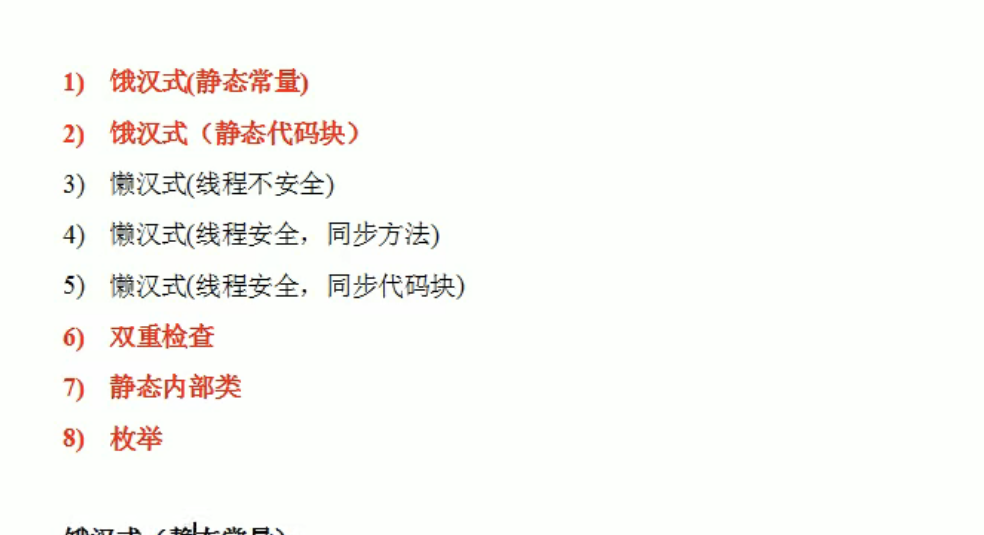 1) 饿汉式(静态常量)
2) 饿汉式（静态代码块）
3) 懒汉式(线程不安全)
4) 懒汉式(线程安全，同步方法)
5) 懒汉式(线程安全，同步代码块)
6) 双重检查
7) 静态内部类
8) 枚举
饿汉式（静态常量）